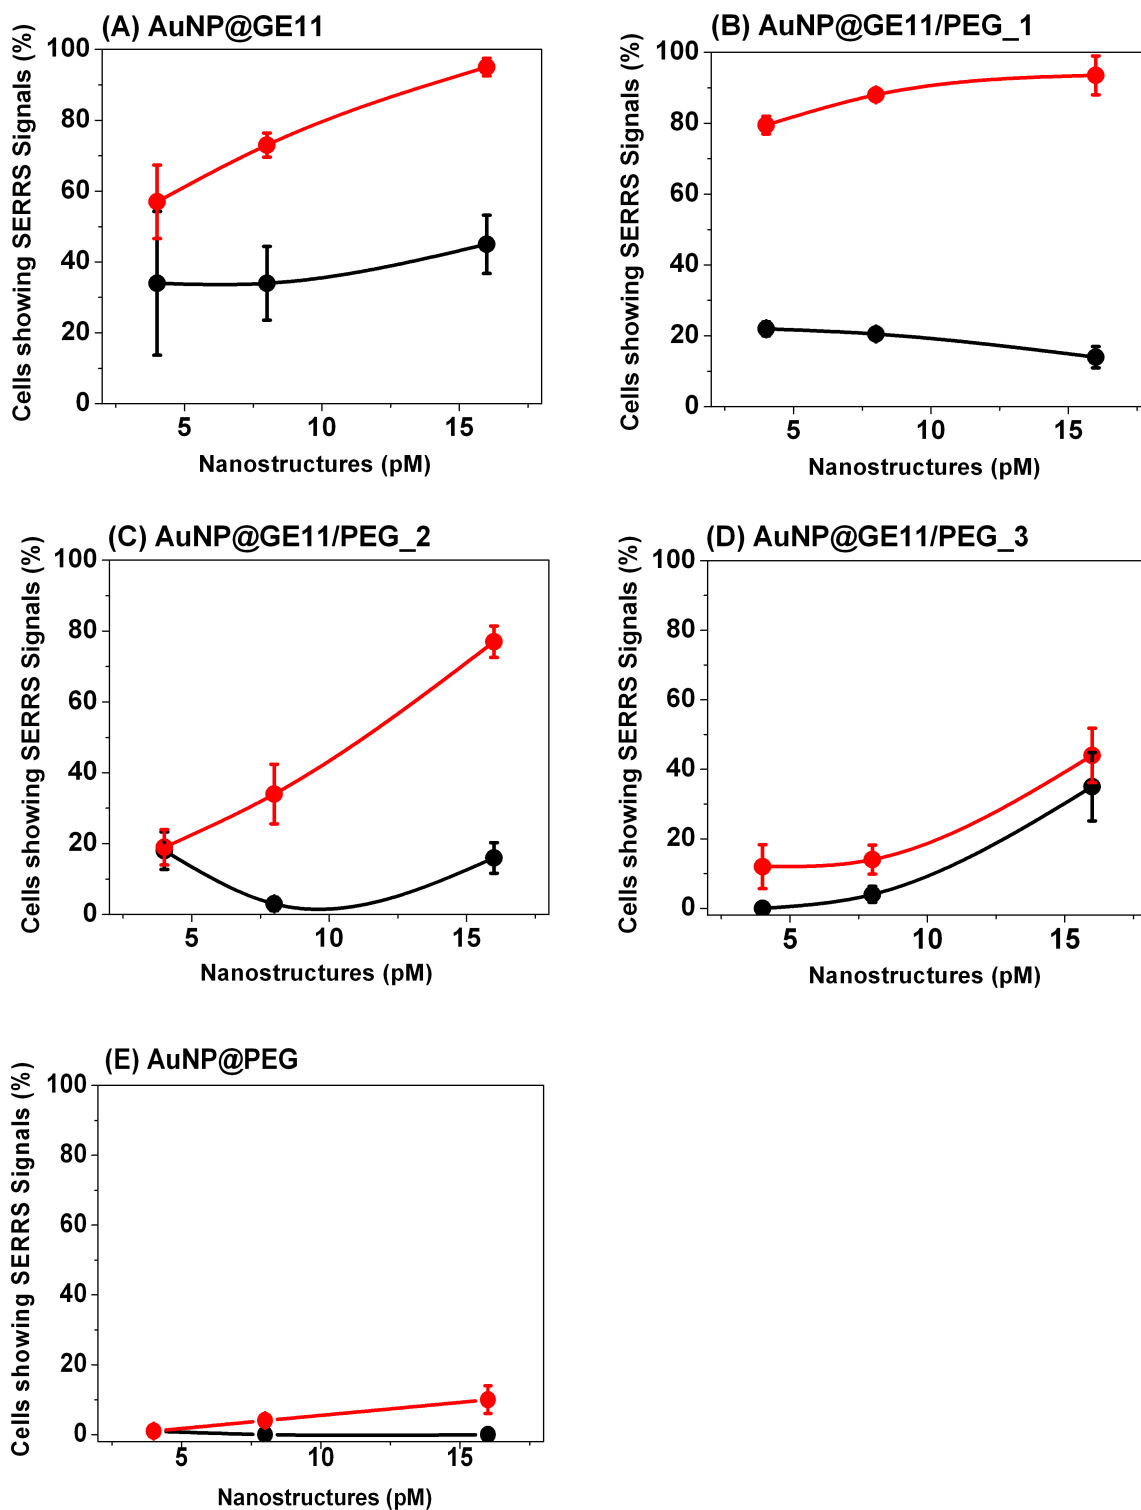 (A) AuNP@GE11
Cells showing SERRS Signals (%)
100
80
60
40
20
0
5 10 15
Nanostructures (pM)
(B) AuNP@GE11/PEG_1
Cells showing SERRS Signals (%)
100
80
60
40
20
0
5 10 15
Nanostructures (pM)
(C) AuNP@GE11/PEG_2
Cells showing SERRS Signals (%)
100
80
60
40
20
0
5 10 15
Nanostructures (pM)
(D) AuNP@GE11/PEG_3
Cells showing SERRS Signals (%)
100
80
60
40
20
0
5 10 15
Nanostructures (pM)
(E) AuNP@PEG
Cells showing SERRS Signals (%)
100
80
60
40
20
0
5 10 15
Nanostructures (pM)